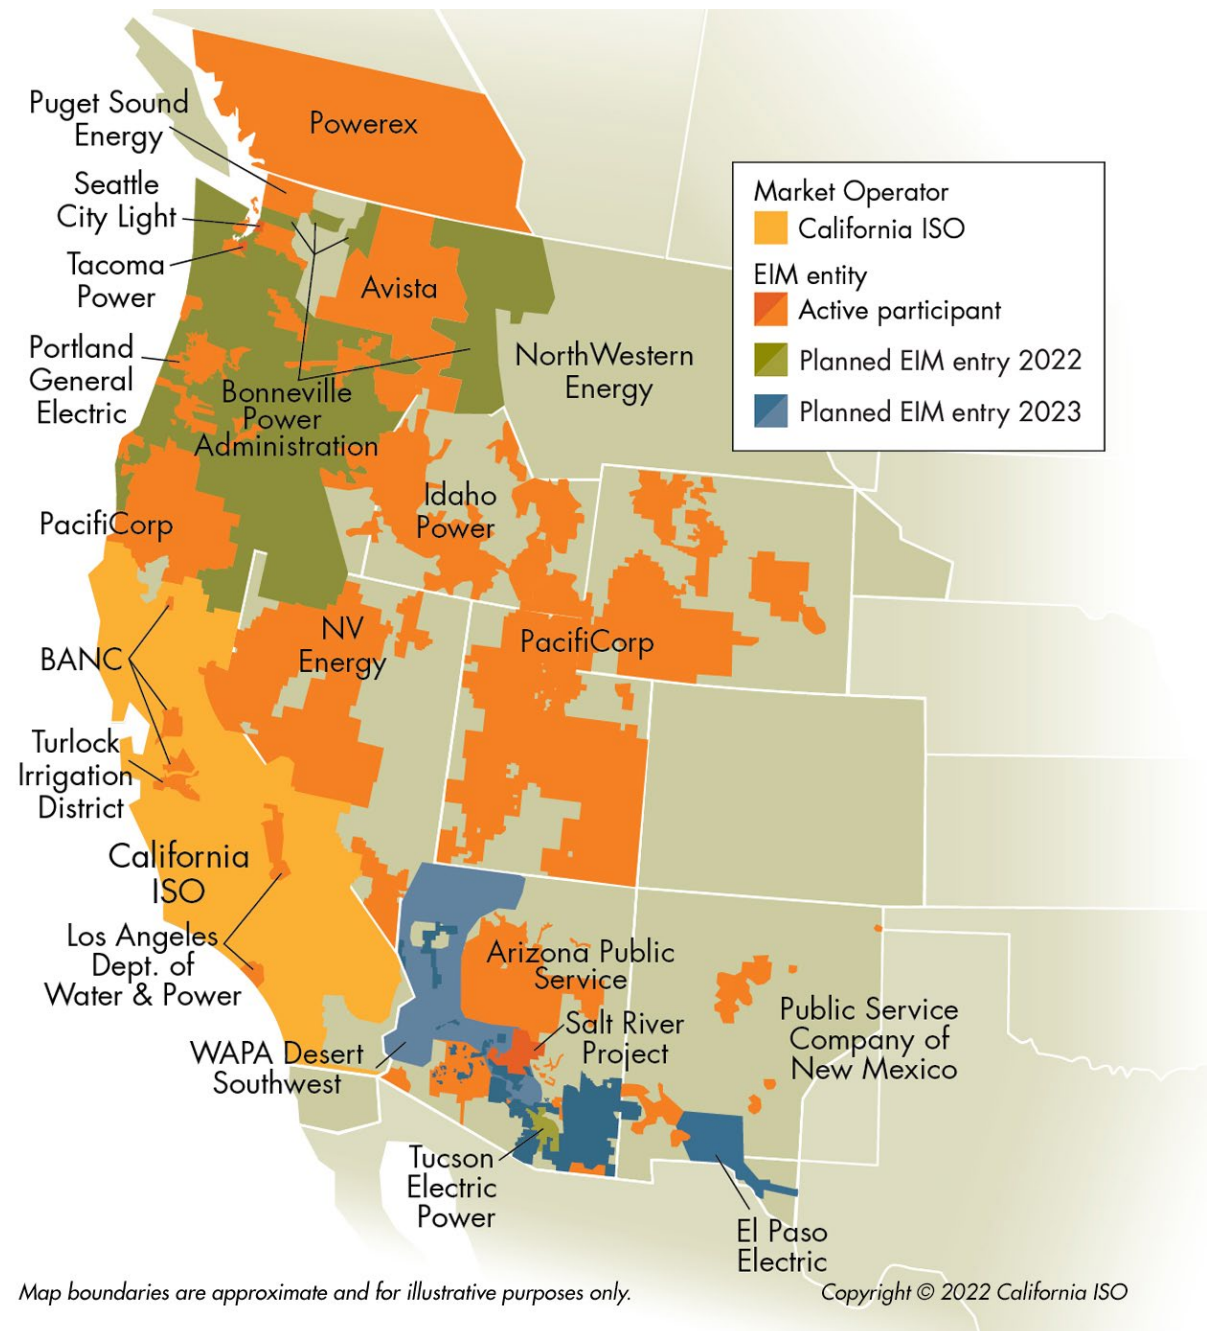 Puget Sound
Energy
Powerex
Seattle
City Light
Tacoma
Power
Avista
Portland
General
Electric
Bonneville
Power
Administration
NorthWestern
Energy
Market Operator
California ISO
EIM entity
Active participant
Planned EIM entry 2022
Planned EIM entry 2023
PacifiCorp
Idaho
Power
BANC
NV
Energy
PacifiCorp
Turlock
Irrigation
District
California
ISO
Los Angeles
Dept. of
Water & Power
Arizona Public
Service
Salt River
Project
Public Service
Company of
New Mexico
WAPA Desert
Southwest
Tucson
Electric
Power
El Paso
Electric
Map boundaries are approximate and for illustrative purposes only.
Copyright © 2022 California ISO